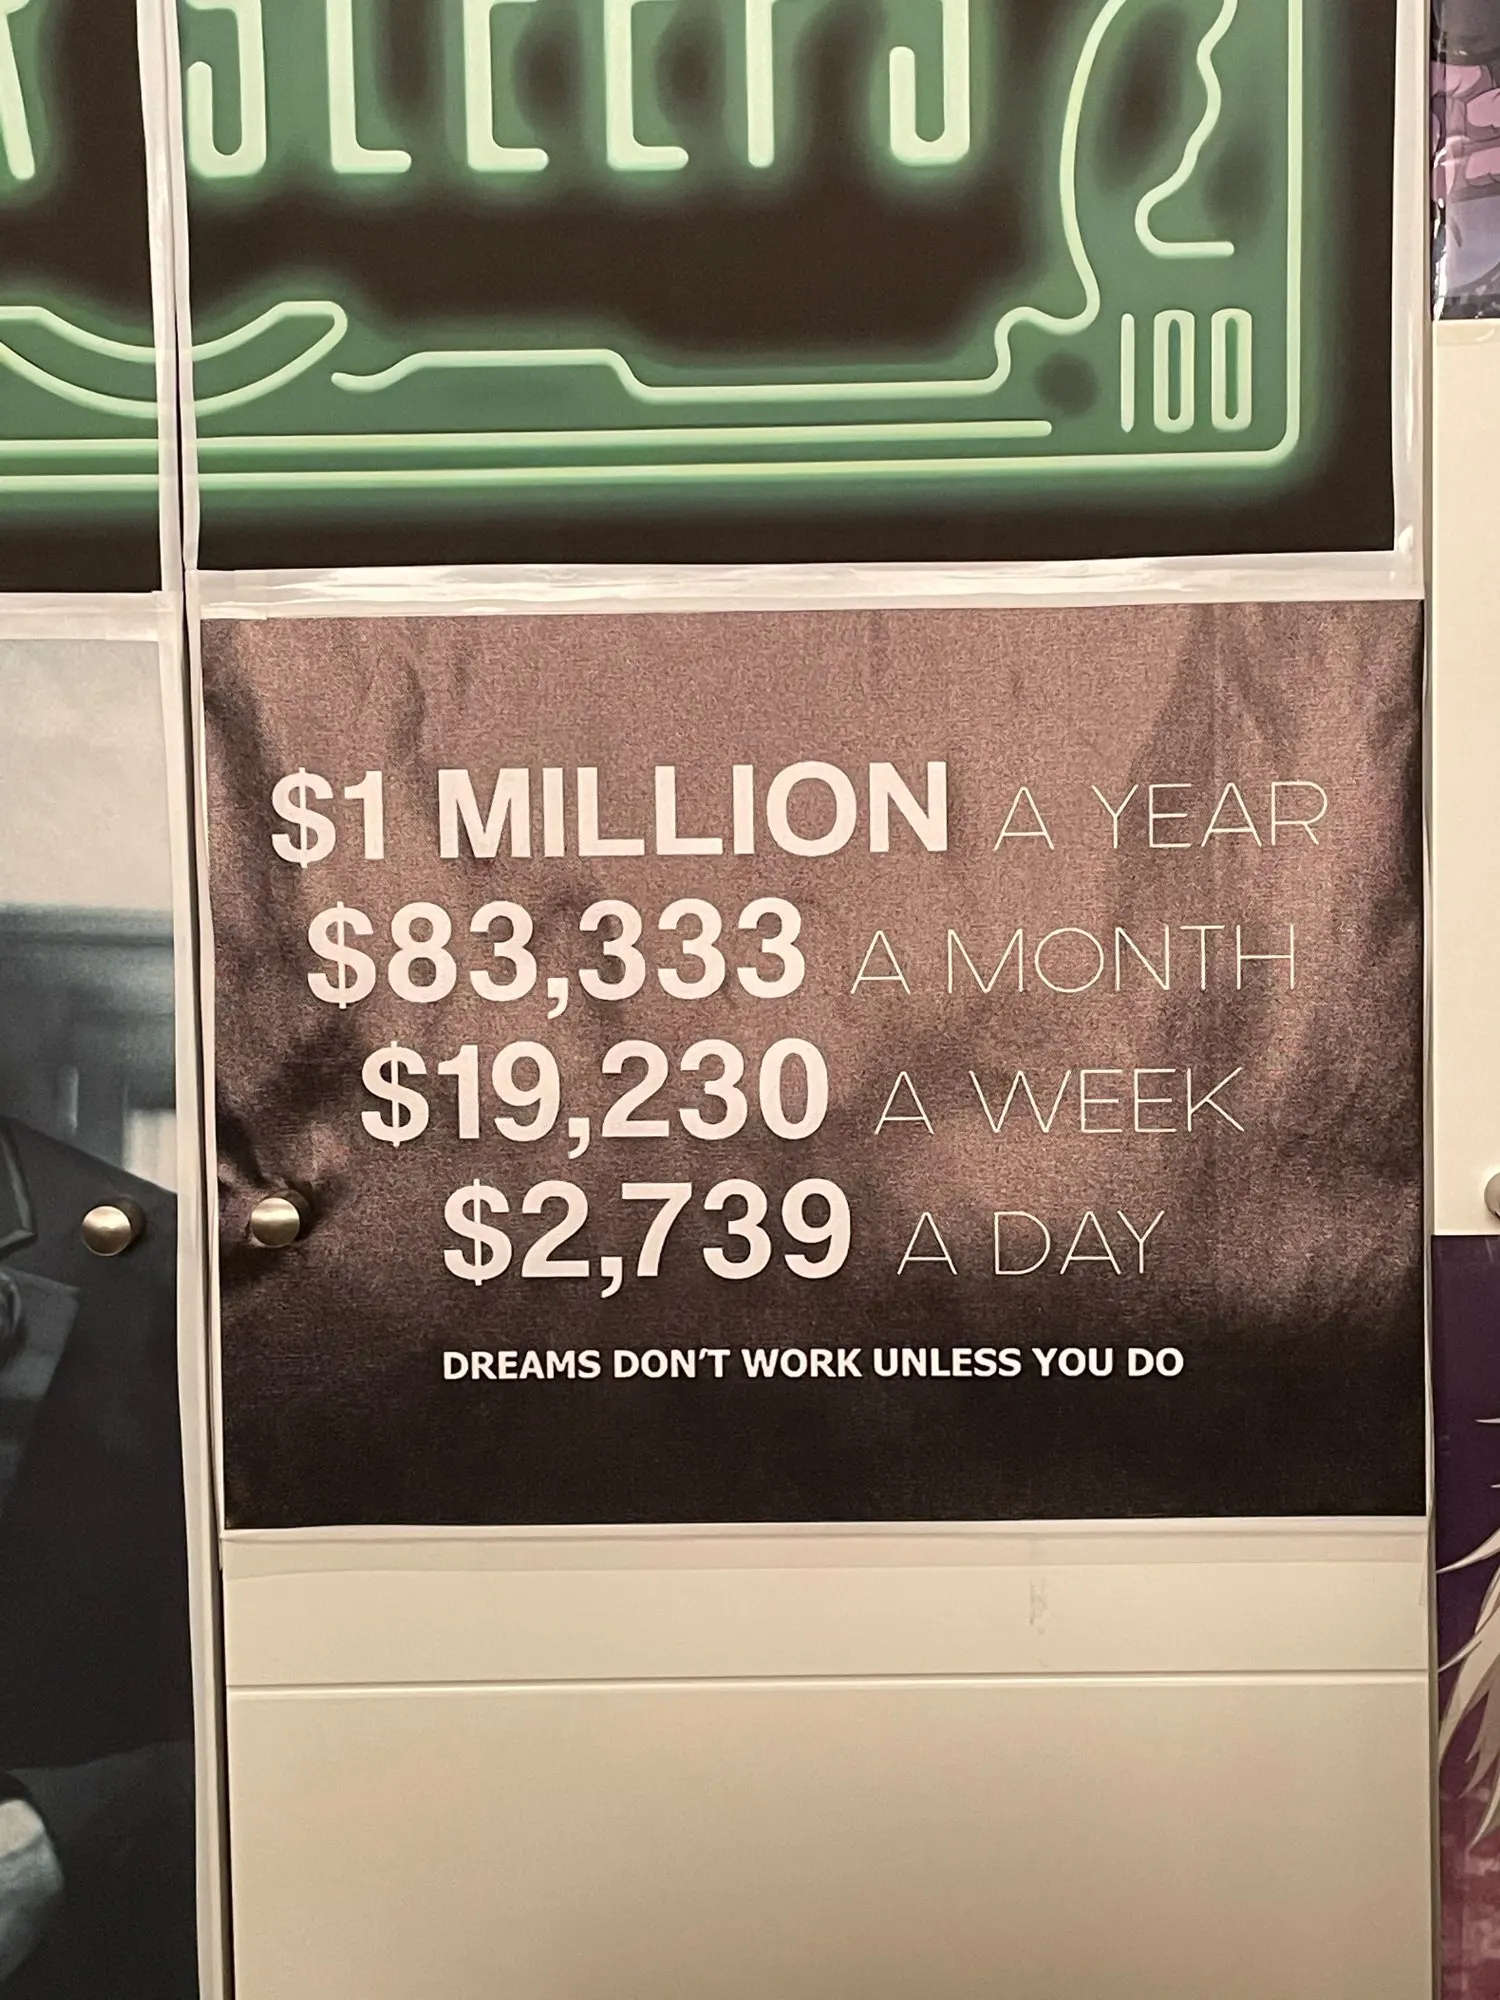 SLEEPS
100
$1 MILLION A YEAR
$83,333 A MONTH
$19,230 A WEEK
$2,739 A DAY
DREAMS DON'T WORK UNLESS YOU DO